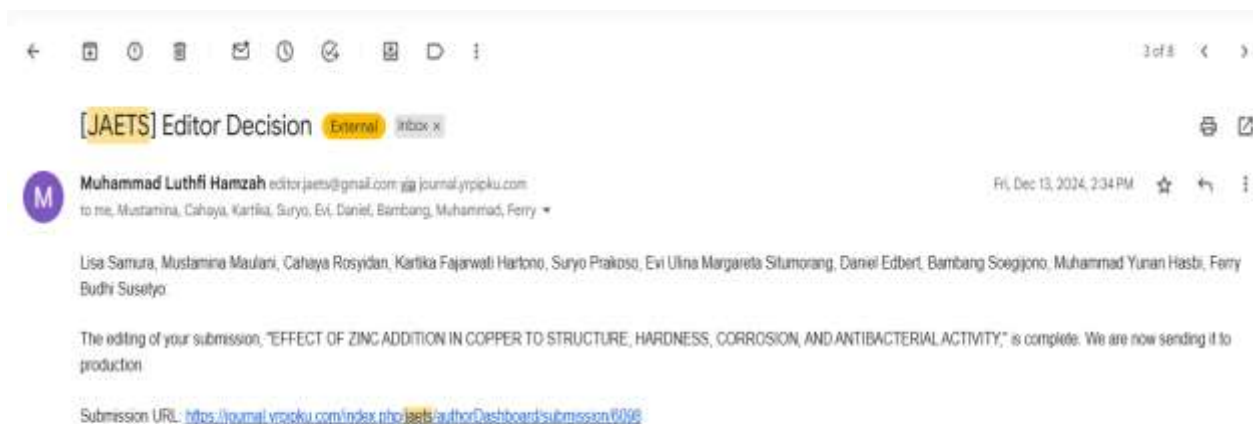 3 of 8
[JAETS] Editor Decision External Inbox x
M
Muhammad Luthfi Hamzah editor.jaets@gmail.com via journal.yrpipku.com
Fri, Dec 13, 2024, 2:34 PM
to me, Mustamina, Cahaya, Kartika, Suryo, Evi, Daniel, Bambang, Muhammad, Ferry
Lisa Samura, Mustamina Maulani, Cahaya Rosyidan, Kartika Fajarwati Hartono, Suryo Prakoso, Evi Ulina Margareta Situmorang, Daniel Edbert, Bambang Soegijono, Muhammad Yunan Hasbi, Ferry
Budhi Susetyo:
The editing of your submission, "EFFECT OF ZINC ADDITION IN COPPER TO STRUCTURE, HARDNESS, CORROSION, AND ANTIBACTERIAL ACTIVITY," is complete. We are now sending it to
production.
Submission URL: https://journal.yrpipku.com/index.php/jaets/authorDashboard/submission/6098